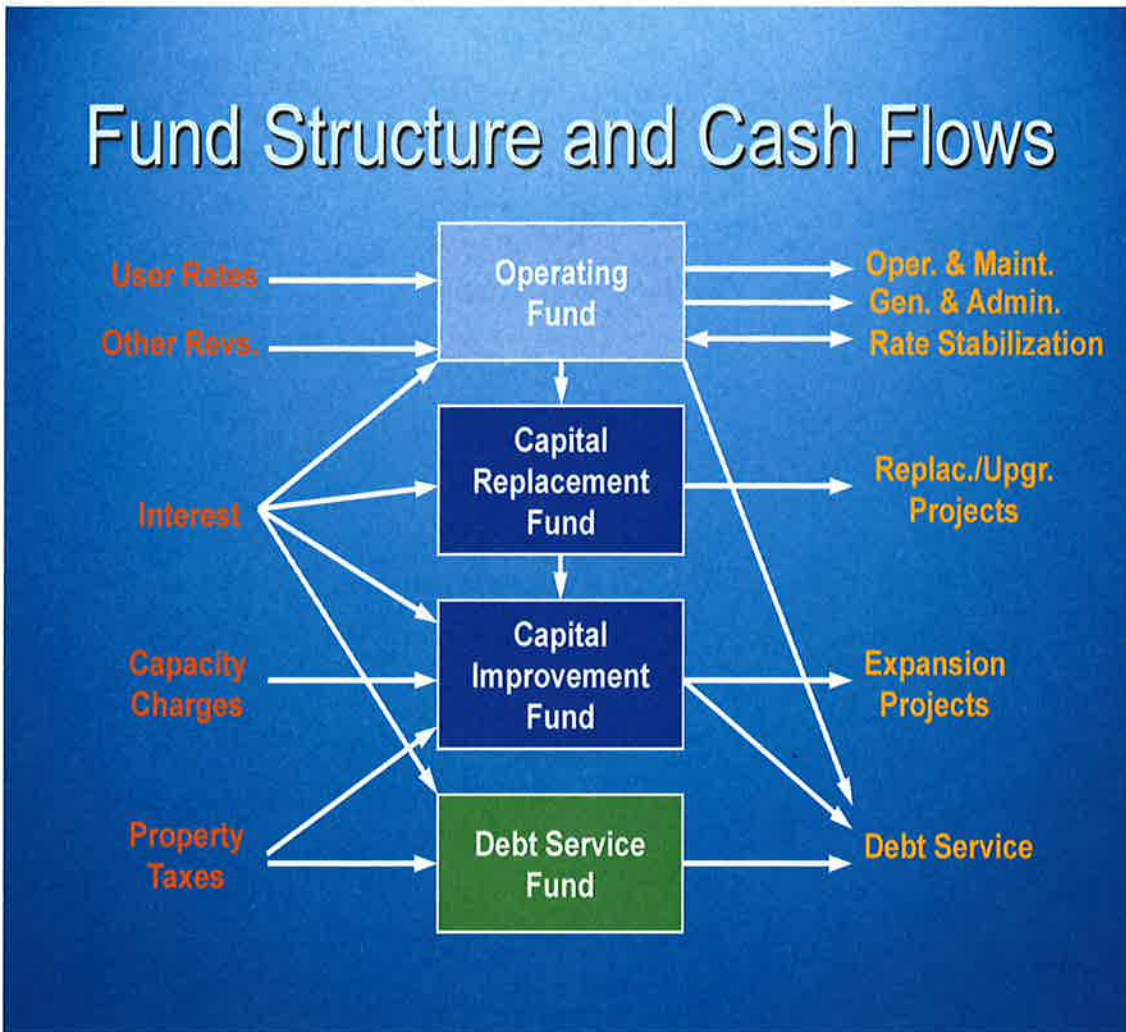 Fund Structure and Cash Flows
User Rates
Other Revs.
Interest
Capacity
Charges
Property
Taxes
Operating
Fund
Capital
Replacement
Fund
Capital
Improvement
Fund
Debt Service
Fund
Oper. & Maint.
Gen. & Admin.
Rate Stabilization
Replac./Upgr.
Projects
Expansion
Projects
Debt Service